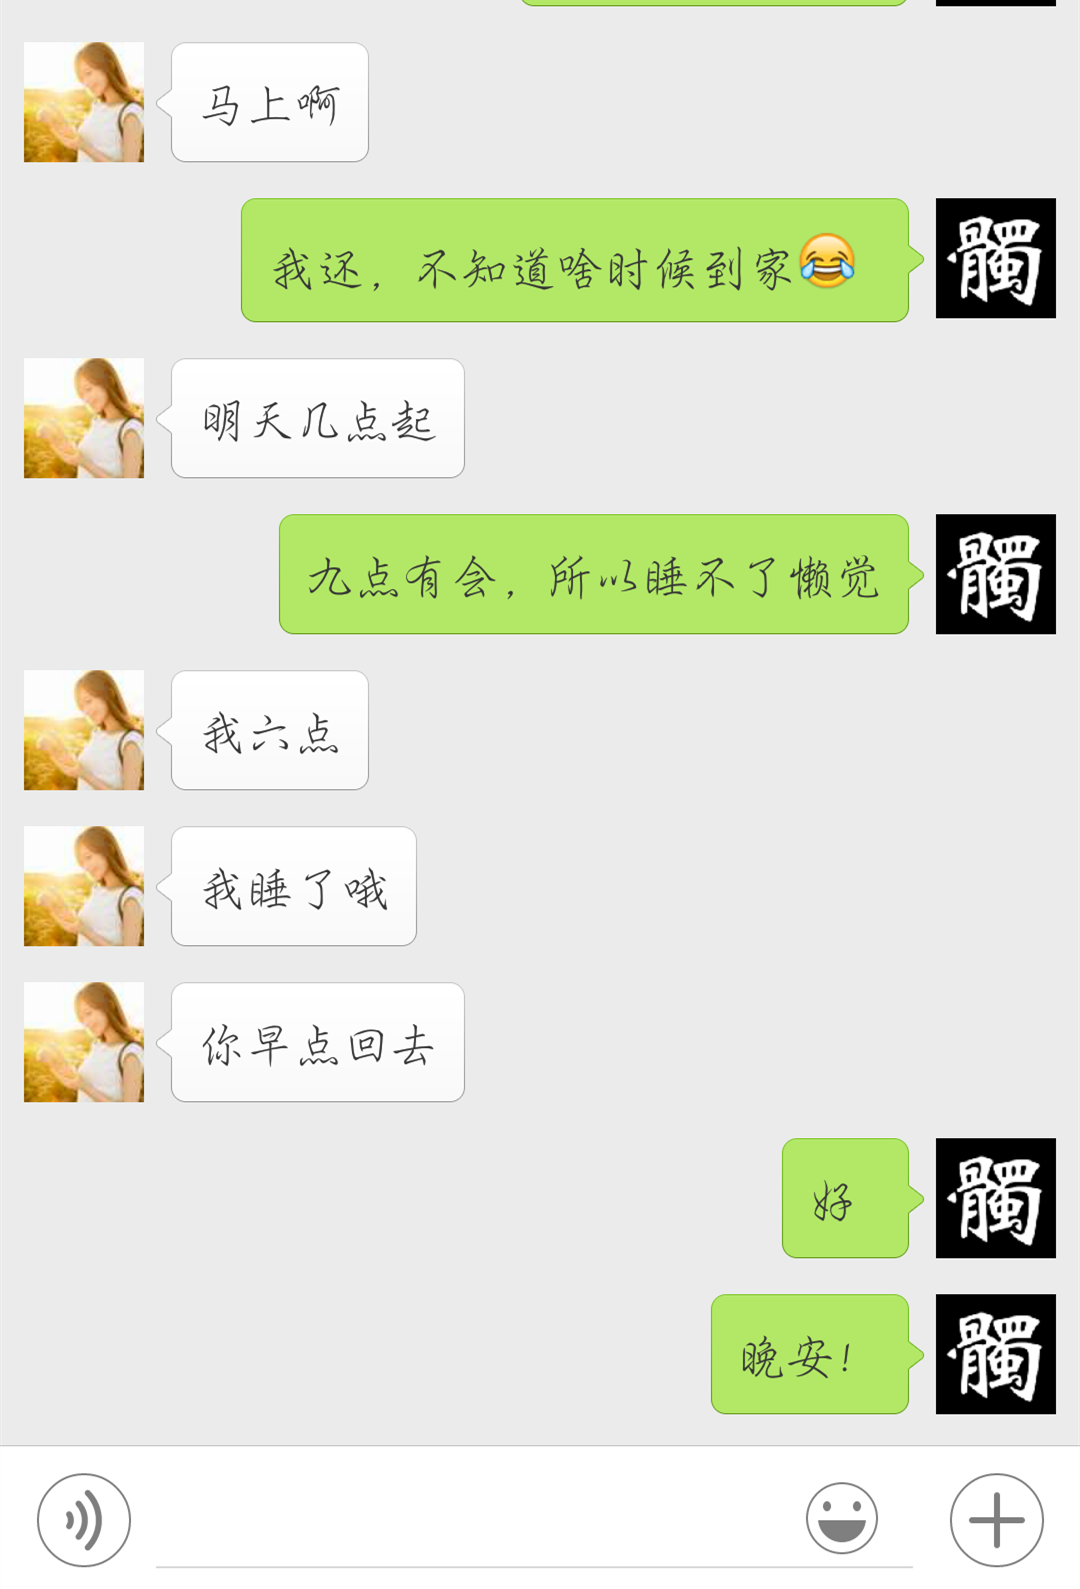 马上啊
我还，不知道啥时候到家😂
髑
明天几点起
九点有会，所以睡不了懒觉
髑
我六点
我睡了哦
你早点回去
好
髑
晚安！
髑